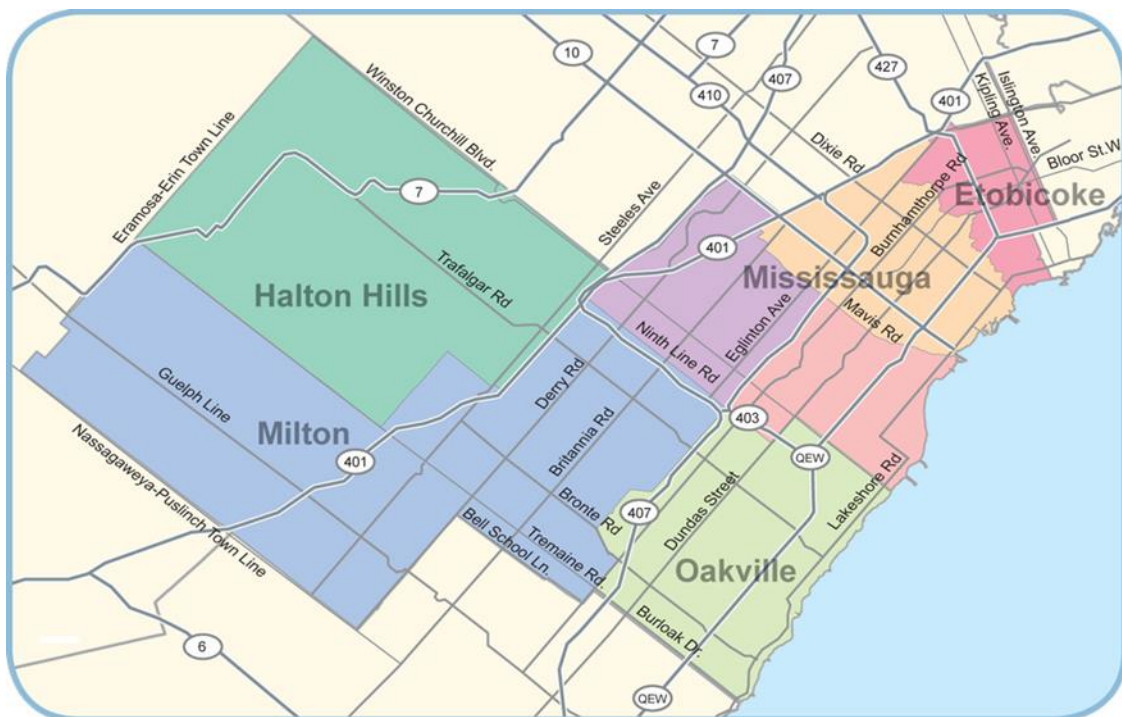 10
7
407
427
410
401
Kipling Ave.
Islington Ave.
Bloor St.W
Winston Churchill Blvd.
Eramosa-Erin Town Line
Dixie Rd
Burnhamthorpe Rd
Etobicoke
7
Steeles Ave
401
Trafalgar Rd
Halton Hills
Mississauga
Mavis Rd
Eglinton Ave
Ninth Line Rd
Guelph Line
Derry Rd
Milton
401
Britannia Rd
403
QEW
Nassagaweya-Puslinch Town Line
Bronte Rd
Bell School Ln.
Tremaine Rd.
407
Dundas Street
Lakeshore Rd
Oakville
Burloak Dr.
6
QEW